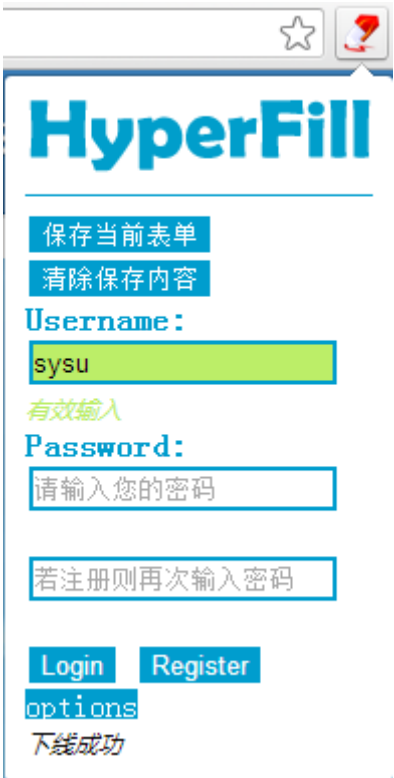 HyperFill
保存当前表单
清除保存内容
Username:
sysu
有效输入
Password:
请输入您的密码
若注册则再次输入密码
Login Register
options
下线成功